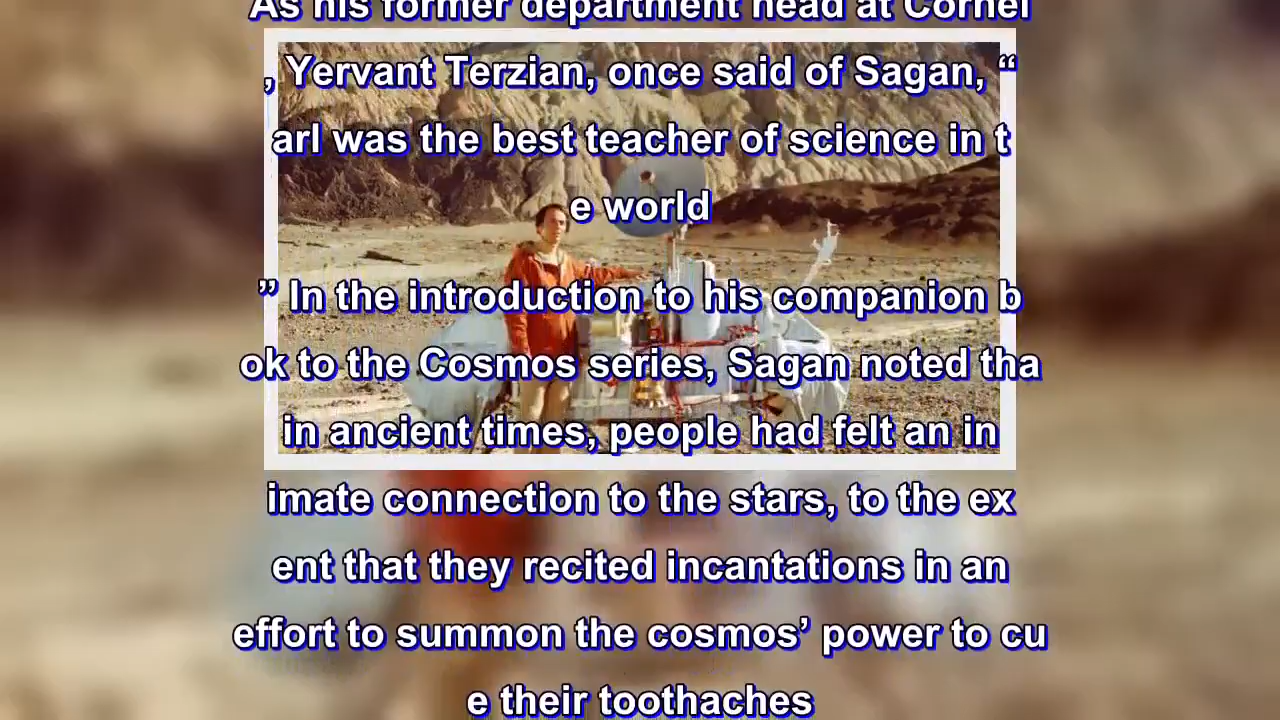 As his former department head at Cornel
, Yervant Terzian, once said of Sagan, “
arl was the best teacher of science in t
e world
” In the introduction to his companion b
ok to the Cosmos series, Sagan noted tha
in ancient times, people had felt an in
imate connection to the stars, to the ex
ent that they recited incantations in an
effort to summon the cosmos’ power to cu
e their toothaches